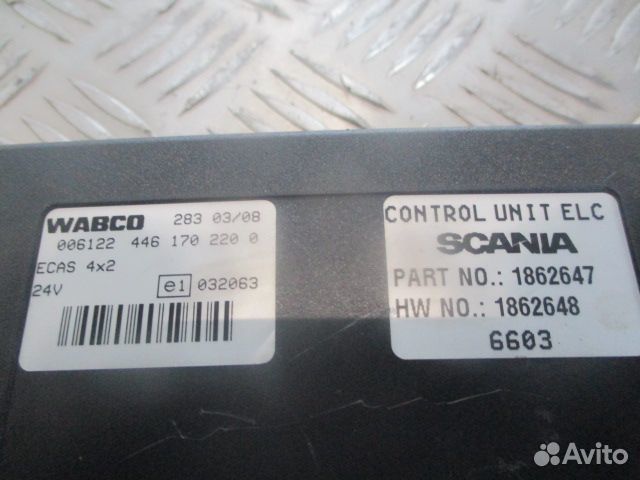 WABCO 283 03/08
006122 446 170 220 0
ECAS 4x2
24V e1 032063
CONTROL UNIT ELC
SCANIA
PART NO.: 1862647
HW NO.: 1862648
6603
Avito